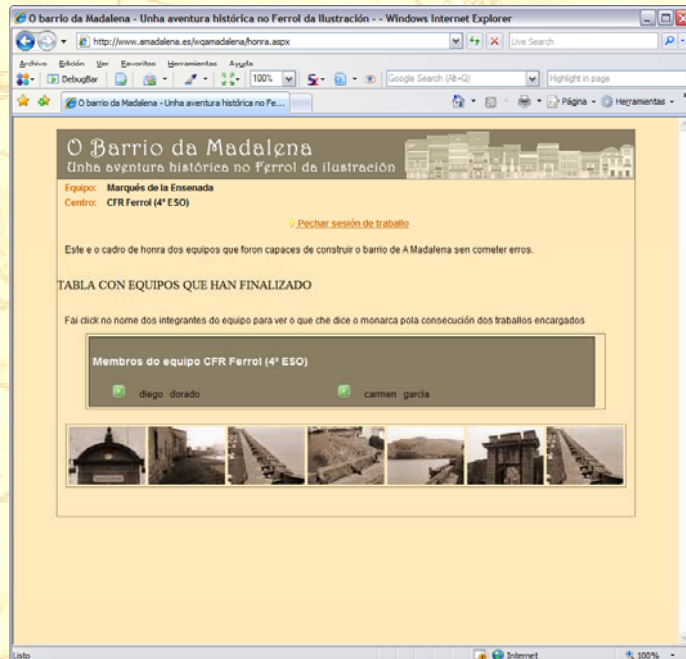 O barrio da Madalena - Unha aventura histórica no Ferrol da Ilustración - - Windows Internet Explorer
http://www.amadalena.es/wqamadalena/honra.aspx
Live Search
Archivo Edición Ver Favoritos Herramientas Ayuda
DebugBar 100% Google Search (Alt+Q) Highlight in page
O barrio da Madalena - Unha aventura histórica no Fe...
Página Herramientas
O Barrio da Madalena
Unha aventura histórica no Ferrol da ilustración
Equipo: Marqués de la Ensenada
Centro: CFR Ferrol (4º ESO)
Pechar sesión de traballo
Este e o cadro de honra dos equipos que foron capaces de construir o barrio de A Madalena sen cometer erros.
TABLA CON EQUIPOS QUE HAN FINALIZADO
Fai click no nome dos integrantes do equipo para ver o que che dice o monarca pola consecución dos traballos encargados
Membros do equipo CFR Ferrol (4º ESO)
diego dorado
carmen garcía
Listo
Internet
100%